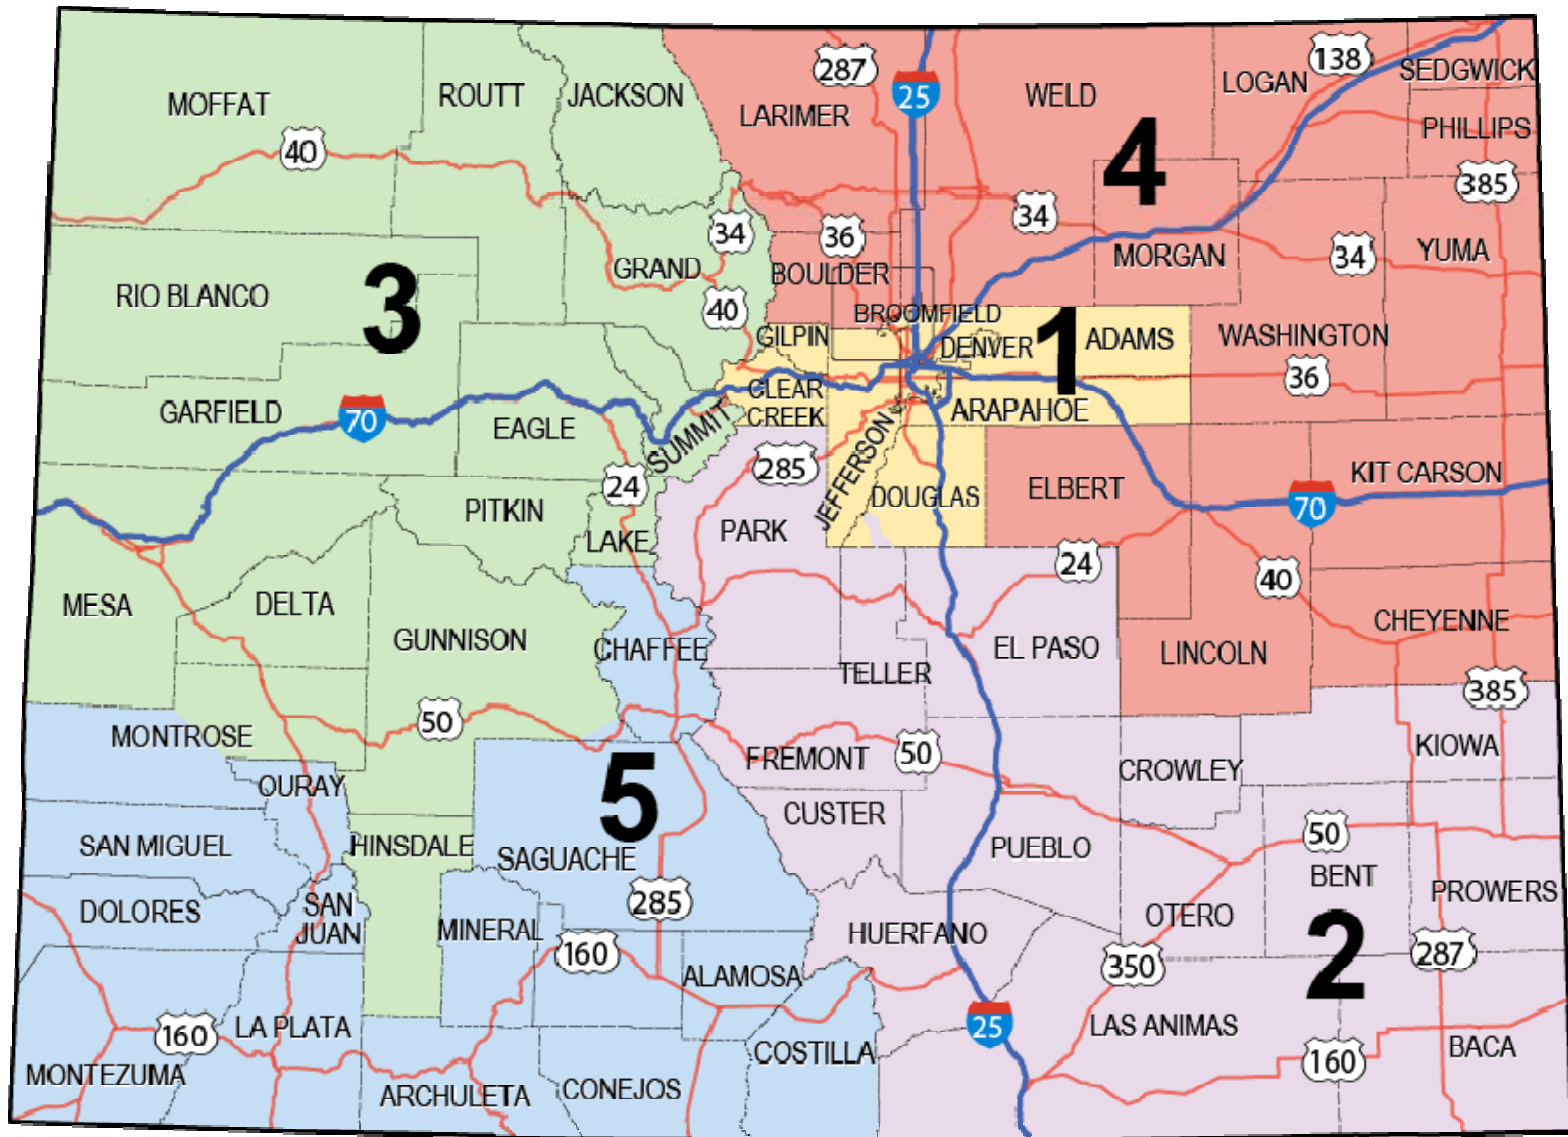 MOFFAT
ROUTT
JACKSON
LARIMER
287
25
WELD
LOGAN
138
SEDGWICK
PHILLIPS
385
40
4
34
36
34
MORGAN
34
YUMA
GRAND
BOULDER
RIO BLANCO
3
40
BROOMFIELD
GILPIN
DENVER
1
ADAMS
WASHINGTON
36
GARFIELD
70
EAGLE
SUMMIT
CLEAR
CREEK
ARAPAHOE
285
JEFFERSON
24
PITKIN
LAKE
PARK
DOUGLAS
ELBERT
70
KIT CARSON
24
40
MESA
DELTA
GUNNISON
CHAFFEE
TELLER
EL PASO
LINCOLN
CHEYENNE
385
MONTROSE
50
OURAY
5
FREMONT
50
CROWLEY
KIOWA
CUSTER
SAN MIGUEL
HINSDALE
SAGUACHE
PUEBLO
50
BENT
PROWERS
DOLORES
SAN
JUAN
MINERAL
285
160
HUERFANO
OTERO
350
2
287
ALAMOSA
LA PLATA
160
25
LAS ANIMAS
160
BACA
MONTEZUMA
ARCHULETA
CONEJOS
COSTILLA